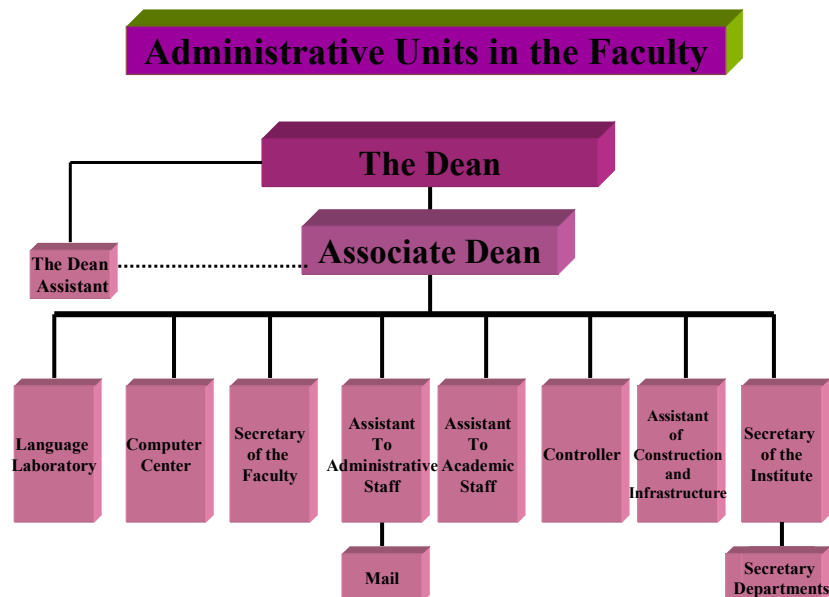 Administrative Units in the Faculty
The Dean
Associate Dean
The Dean
Assistant
Language
Laboratory
Computer
Center
Secretary
of the
Faculty
Assistant
To
Administrative
Staff
Assistant
To
Academic
Staff
Controller
Assistant
of
Construction
and
Infrastructure
Secretary
of the
Institute
Mail
Secretary
Departments